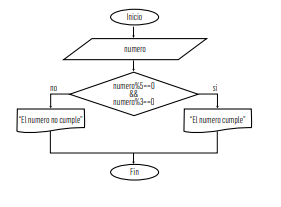 Inicio
numero
numero%5==0
&&
numero%3==0
no
si
"El numero no cumple"
"El numero cumple"
Fin